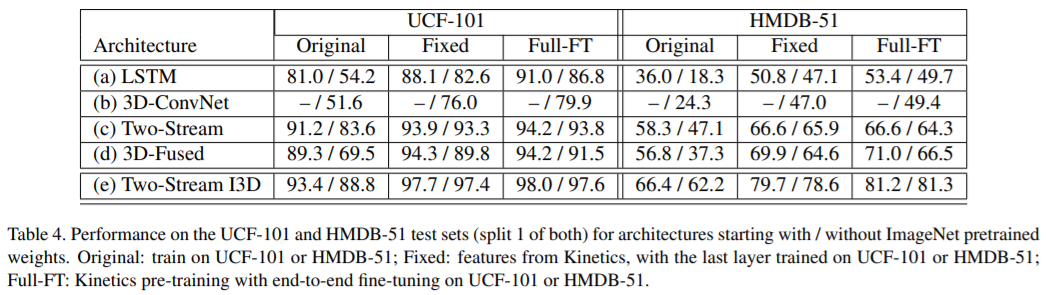 UCF-101 HMDB-51
Architecture Original Fixed Full-FT Original Fixed Full-FT
(a) LSTM 81.0 / 54.2 88.1 / 82.6 91.0 / 86.8 36.0 / 18.3 50.8 / 47.1 53.4 / 49.7
(b) 3D-ConvNet – / 51.6 – / 76.0 – / 79.9 – / 24.3 – / 47.0 – / 49.4
(c) Two-Stream 91.2 / 83.6 93.9 / 93.3 94.2 / 93.8 58.3 / 47.1 66.6 / 65.9 66.6 / 64.3
(d) 3D-Fused 89.3 / 69.5 94.3 / 89.8 94.2 / 91.5 56.8 / 37.3 69.9 / 64.6 71.0 / 66.5
(e) Two-Stream I3D 93.4 / 88.8 97.7 / 97.4 98.0 / 97.6 66.4 / 62.2 79.7 / 78.6 81.2 / 81.3
Table 4. Performance on the UCF-101 and HMDB-51 test sets (split 1 of both) for architectures starting with / without ImageNet pretrained
weights. Original: train on UCF-101 or HMDB-51; Fixed: features from Kinetics, with the last layer trained on UCF-101 or HMDB-51;
Full-FT: Kinetics pre-training with end-to-end fine-tuning on UCF-101 or HMDB-51.